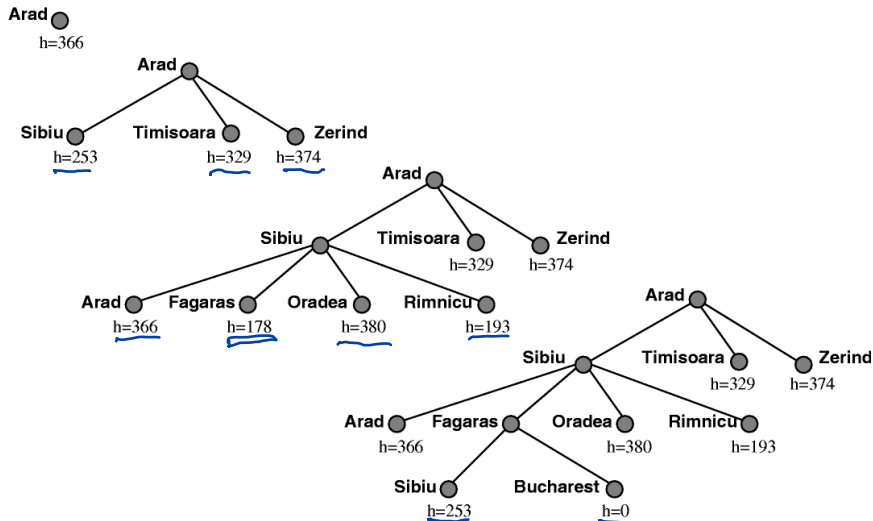 Arad
h=366
Arad
Sibiu Timisoara Zerind
h=253 h=329 h=374
Arad
Sibiu Timisoara Zerind
h=329 h=374
Arad Fagaras Oradea Rimnicu
h=366 h=178 h=380 h=193
Arad
Sibiu Timisoara Zerind
h=329 h=374
Arad Fagaras Oradea Rimnicu
h=366 h=380 h=193
Sibiu Bucharest
h=253 h=0